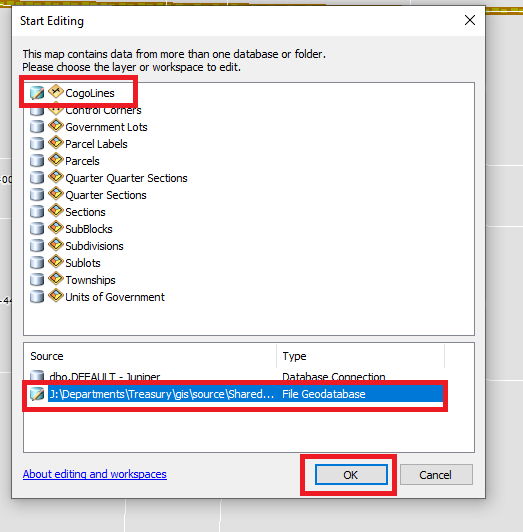 Start Editing
This map contains data from more than one database or folder.
Please choose the layer or workspace to edit.
CogoLines
Control Corners
Government Lots
Parcel Labels
Parcels
Quarter Quarter Sections
Quarter Sections
Sections
SubBlocks
Subdivisions
Sublots
Townships
Units of Government
Source Type
dbo.DEFAULT - Juniper Database Connection
J:\Departments\Treasury\gis\source\Shared... File Geodatabase
About editing and workspaces OK Cancel